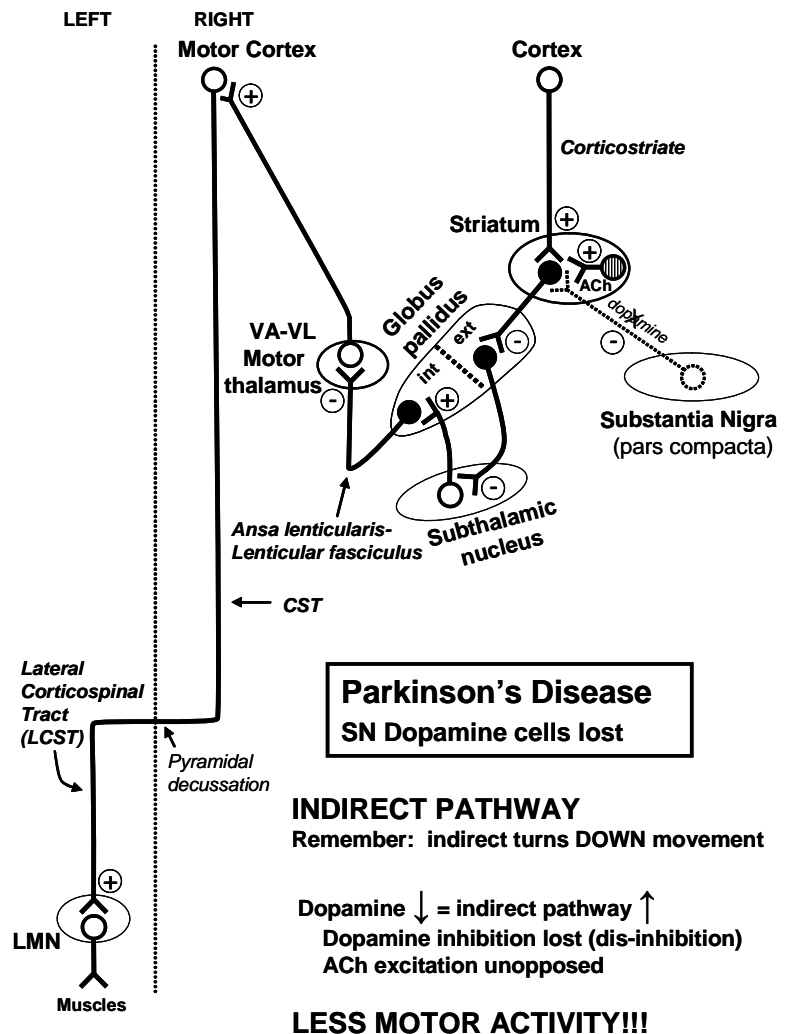 LEFT
RIGHT
Motor Cortex
Cortex
+
Corticostriate
+
Striatum
+
ACh
dopamine
-
Globus
pallidus
ext
int
-
+
VA-VL
Motor
thalamus
-
Substantia Nigra
(pars compacta)
-
Subthalamic
nucleus
Ansa lenticularis-
Lenticular fasciculus
CST
Lateral
Corticospinal
Tract
(LCST)
Pyramidal
decussation
Parkinson's Disease
SN Dopamine cells lost
INDIRECT PATHWAY
Remember: indirect turns DOWN movement
Dopamine ↓ = indirect pathway ↑
Dopamine inhibition lost (dis-inhibition)
ACh excitation unopposed
+
LMN
Muscles
LESS MOTOR ACTIVITY!!!